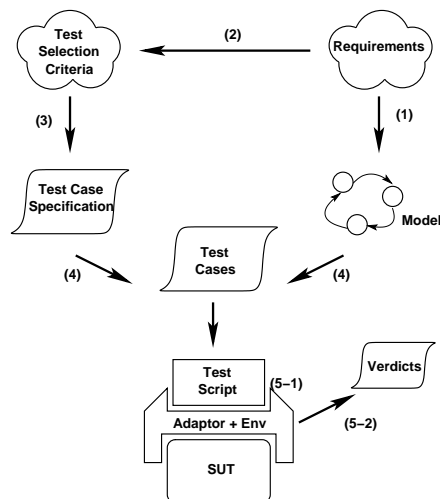 Test
Selection
Criteria
(2)
Requirements
(3)
(1)
Test Case
Specification
Model
(4)
Test
Cases
(4)
Test
Script
(5-1)
Verdicts
Adaptor + Env
(5-2)
SUT